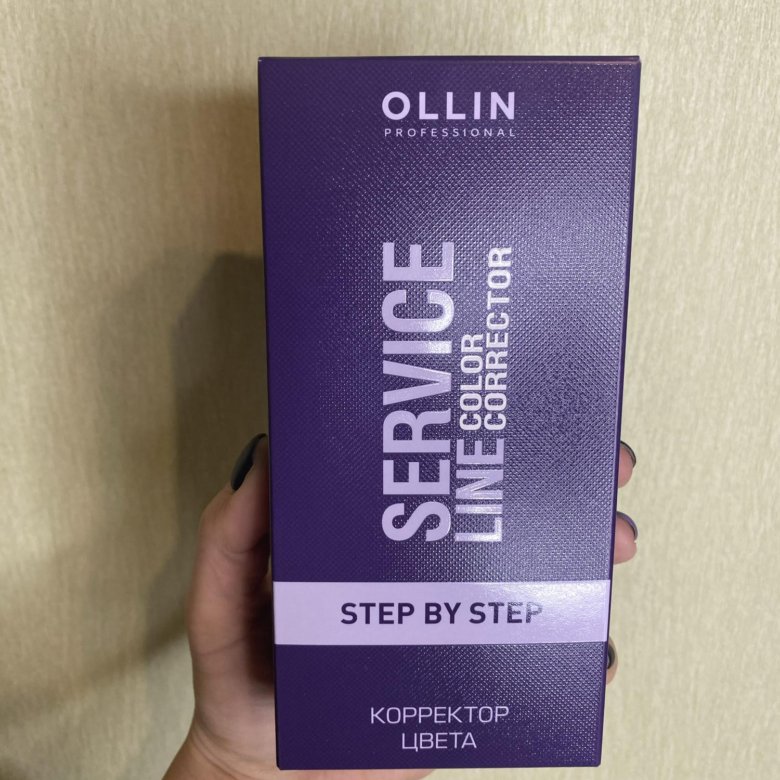 OLLIN
PROFESSIONAL
SERVICE
LINE COLOR
CORRECTOR
STEP BY STEP
КОРРЕКТОР
ЦВЕТА